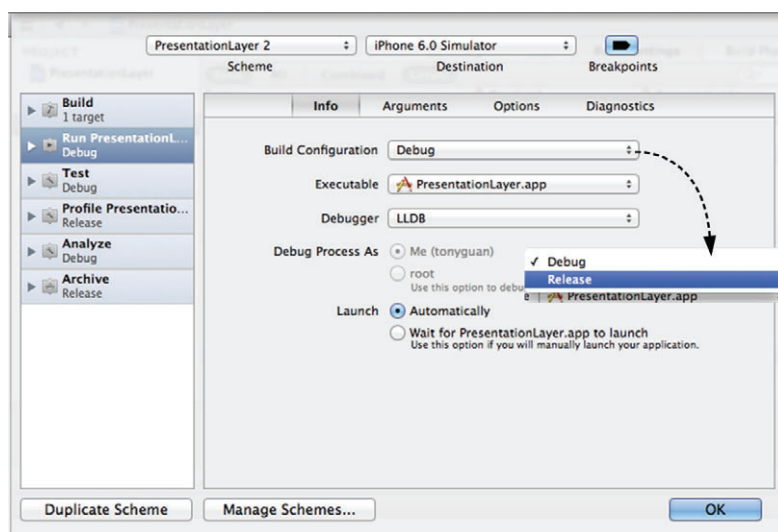 PresentationLayer 2
iPhone 6.0 Simulator
Scheme
Destination
Breakpoints
PROJECT
PresentationLayer
Build
1 target
Run PresentationL...
Debug
Test
Debug
Profile Presentatio...
Release
Analyze
Debug
Archive
Release
Info
Arguments
Options
Diagnostics
Build Configuration
Debug
Executable
PresentationLayer.app
Debugger
LLDB
Debug Process As
Me (tonyguan)
root
Use this option to debu
Launch
Automatically
Wait for PresentationLayer.app to launch
Use this option if you will manually launch your application.
✓ Debug
Release
e
PresentationLayer.app
Duplicate Scheme
Manage Schemes...
OK